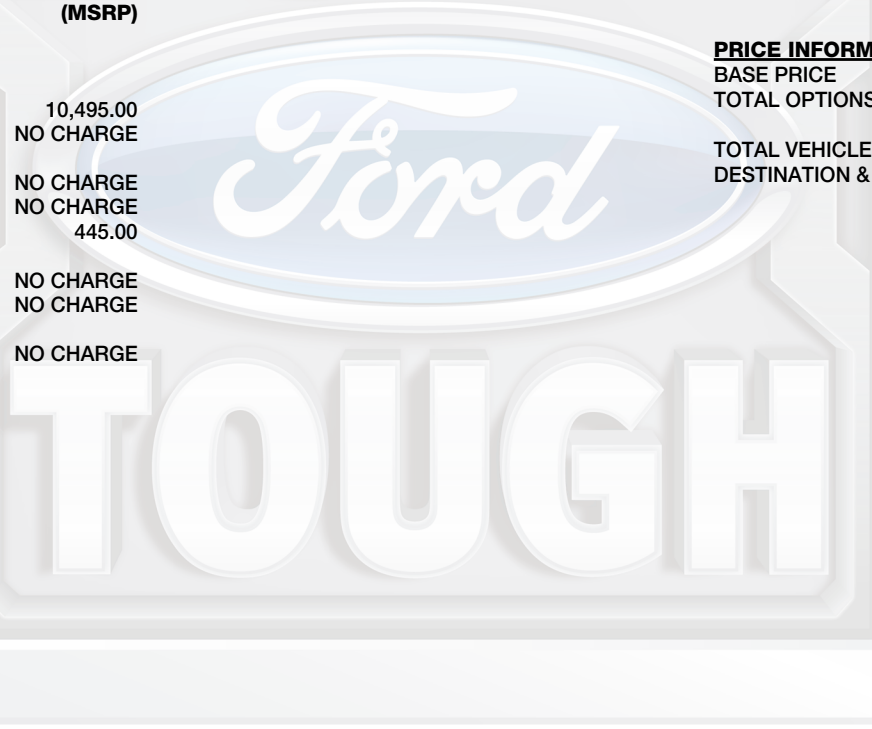 (MSRP)
10,495.00
NO CHARGE
NO CHARGE
NO CHARGE
445.00
NO CHARGE
NO CHARGE
NO CHARGE
PRICE INFORM
BASE PRICE
TOTAL OPTIONS
TOTAL VEHICLE
DESTINATION &
Ford
TOUGH